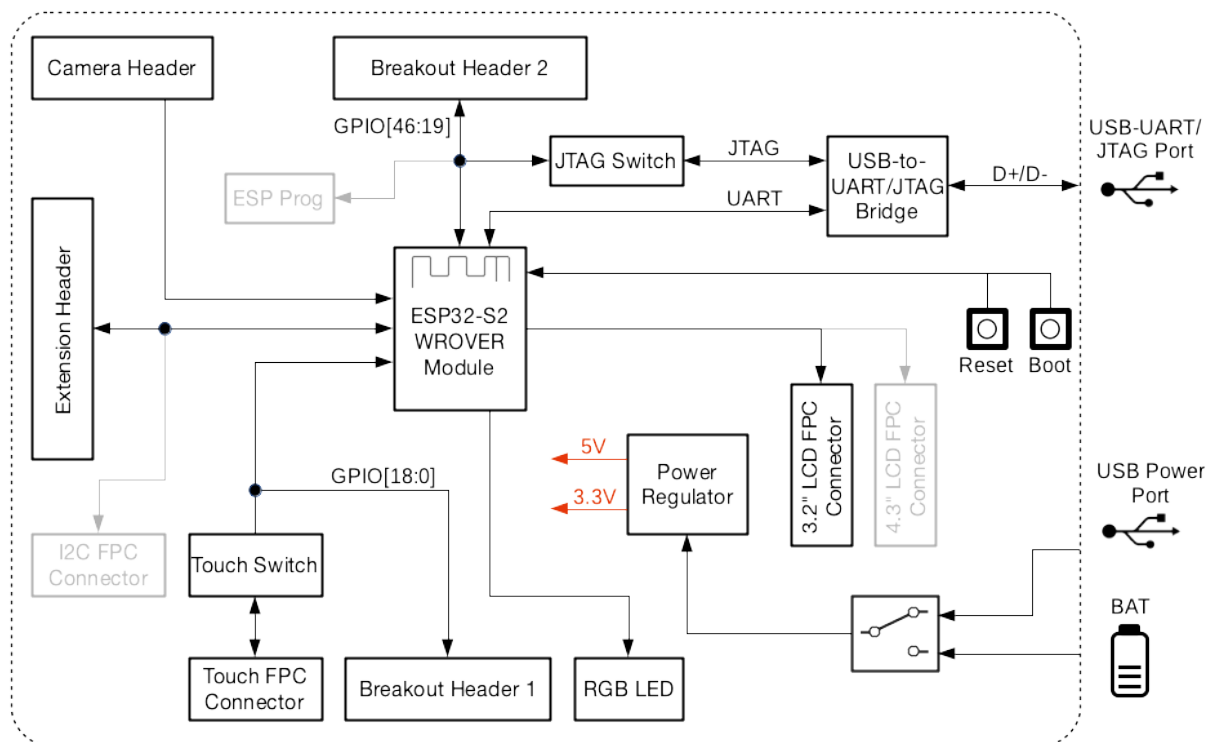 Camera Header
Breakout Header 2
GPIO[46:19]
USB-UART/
JTAG Port
JTAG Switch
JTAG
USB-to-
UART/JTAG
Bridge
D+/D-
ESP Prog
UART
Extension Header
ESP32-S2
WROVER
Module
Reset
Boot
3.2" LCD FPC
Connector
4.3" LCD FPC
Connector
5V
3.3V
Power
Regulator
GPIO[18:0]
USB Power
Port
I2C FPC
Connector
Touch Switch
BAT
Touch FPC
Connector
Breakout Header 1
RGB LED